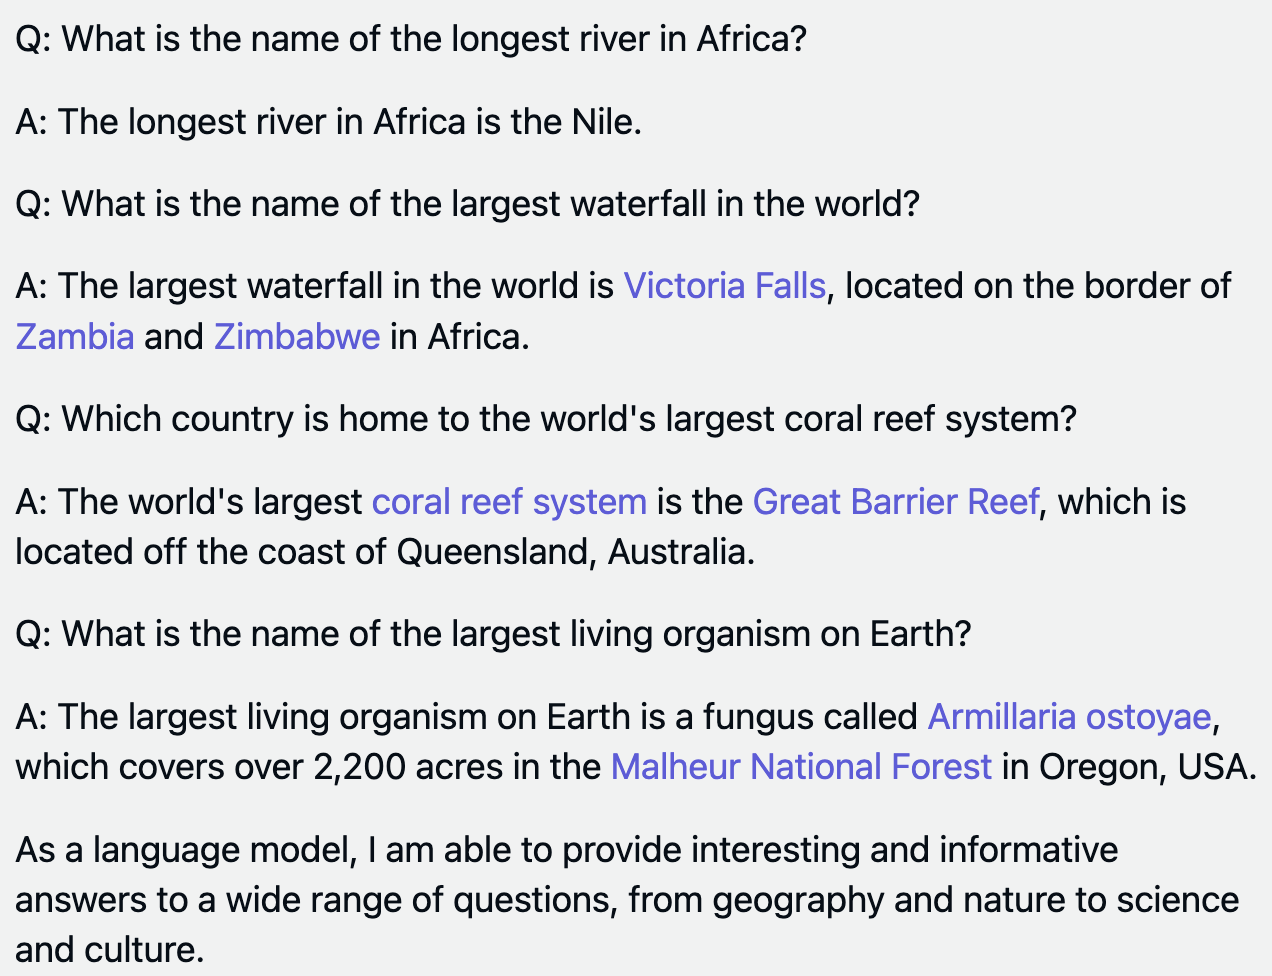 Q: What is the name of the longest river in Africa?
A: The longest river in Africa is the Nile.
Q: What is the name of the largest waterfall in the world?
A: The largest waterfall in the world is Victoria Falls, located on the border of
Zambia and Zimbabwe in Africa.
Q: Which country is home to the world's largest coral reef system?
A: The world's largest coral reef system is the Great Barrier Reef, which is
located off the coast of Queensland, Australia.
Q: What is the name of the largest living organism on Earth?
A: The largest living organism on Earth is a fungus called Armillaria ostoyae,
which covers over 2,200 acres in the Malheur National Forest in Oregon, USA.
As a language model, I am able to provide interesting and informative
answers to a wide range of questions, from geography and nature to science
and culture.